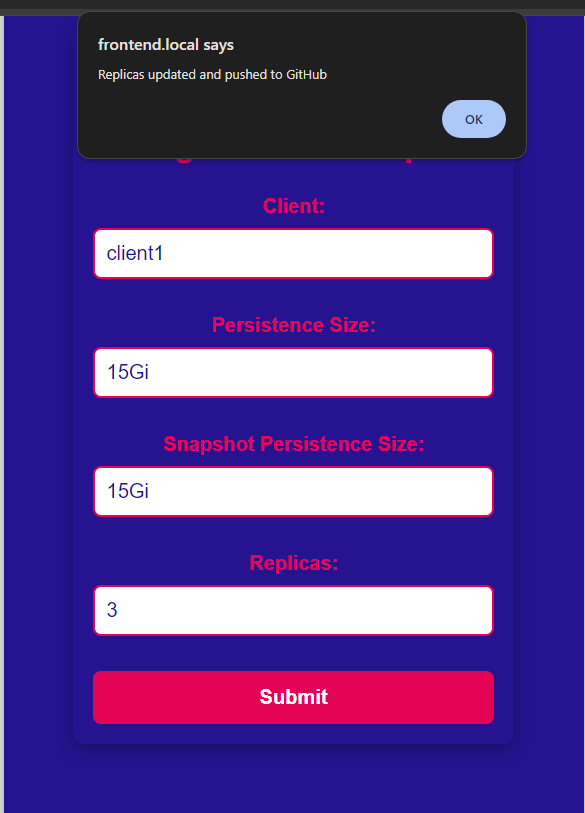 frontend.local says
Replicas updated and pushed to GitHub
OK
Client:
client1
Persistence Size:
15Gi
Snapshot Persistence Size:
15Gi
Replicas:
3
Submit